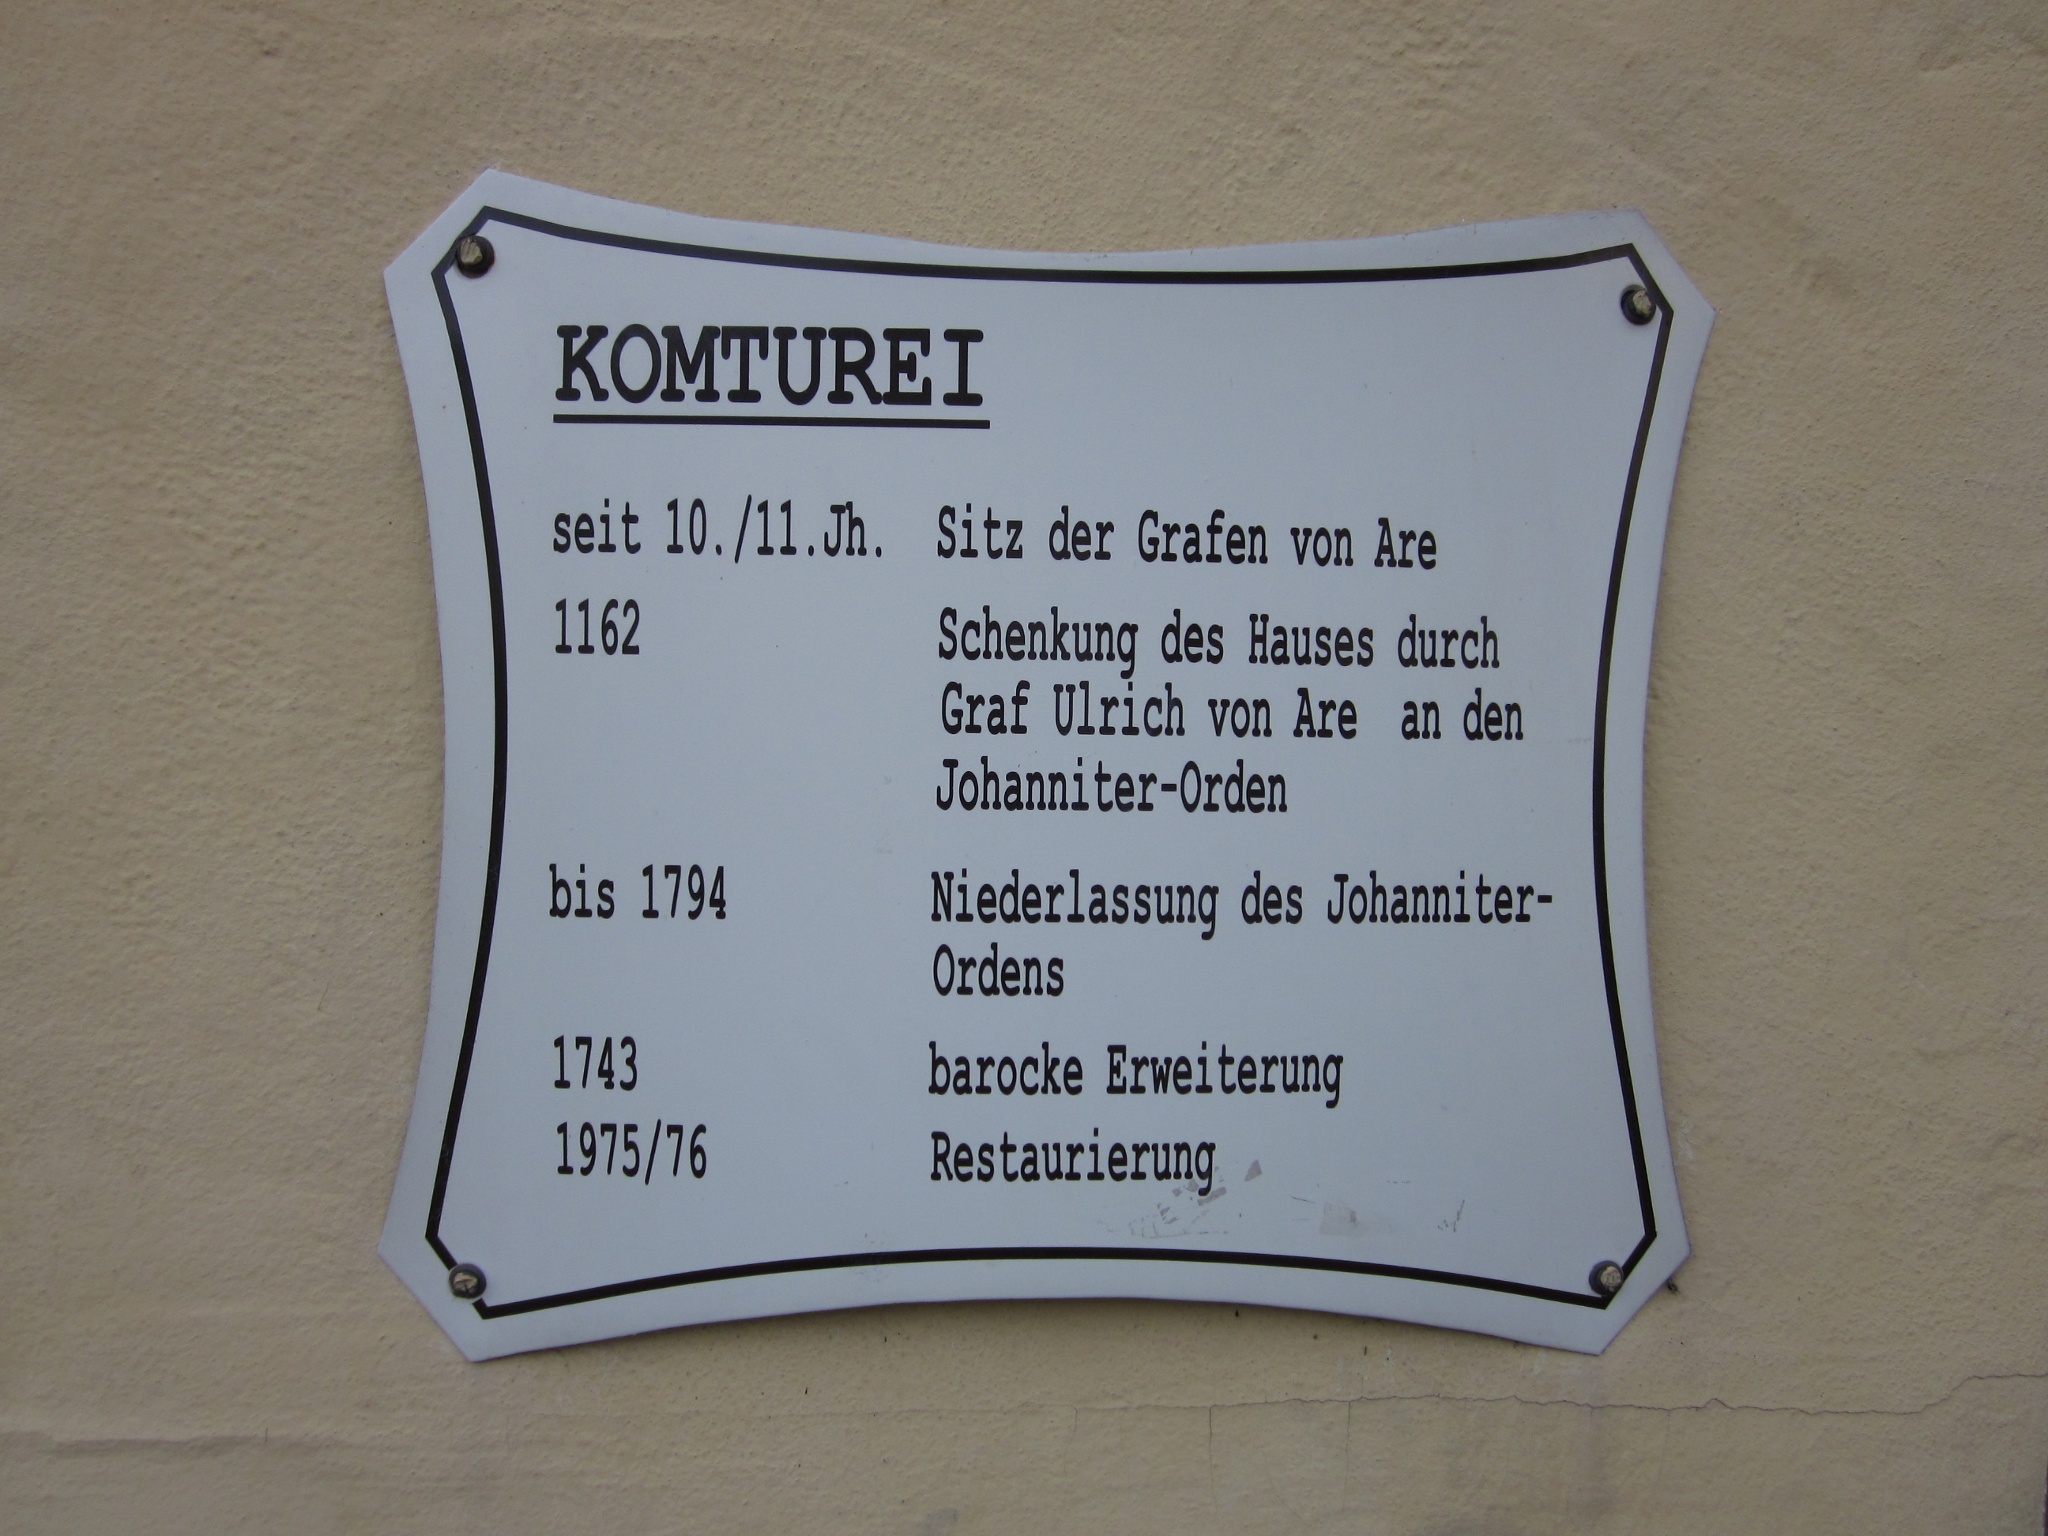 KOMTUREI
seit 10./11.Jh. Sitz der Grafen von Are
1162 Schenkung des Hauses durch
Graf Ulrich von Are an den
Johanniter-Orden
bis 1794 Niederlassung des Johanniter-
Ordens
1743 barocke Erweiterung
1975/76 Restaurierung